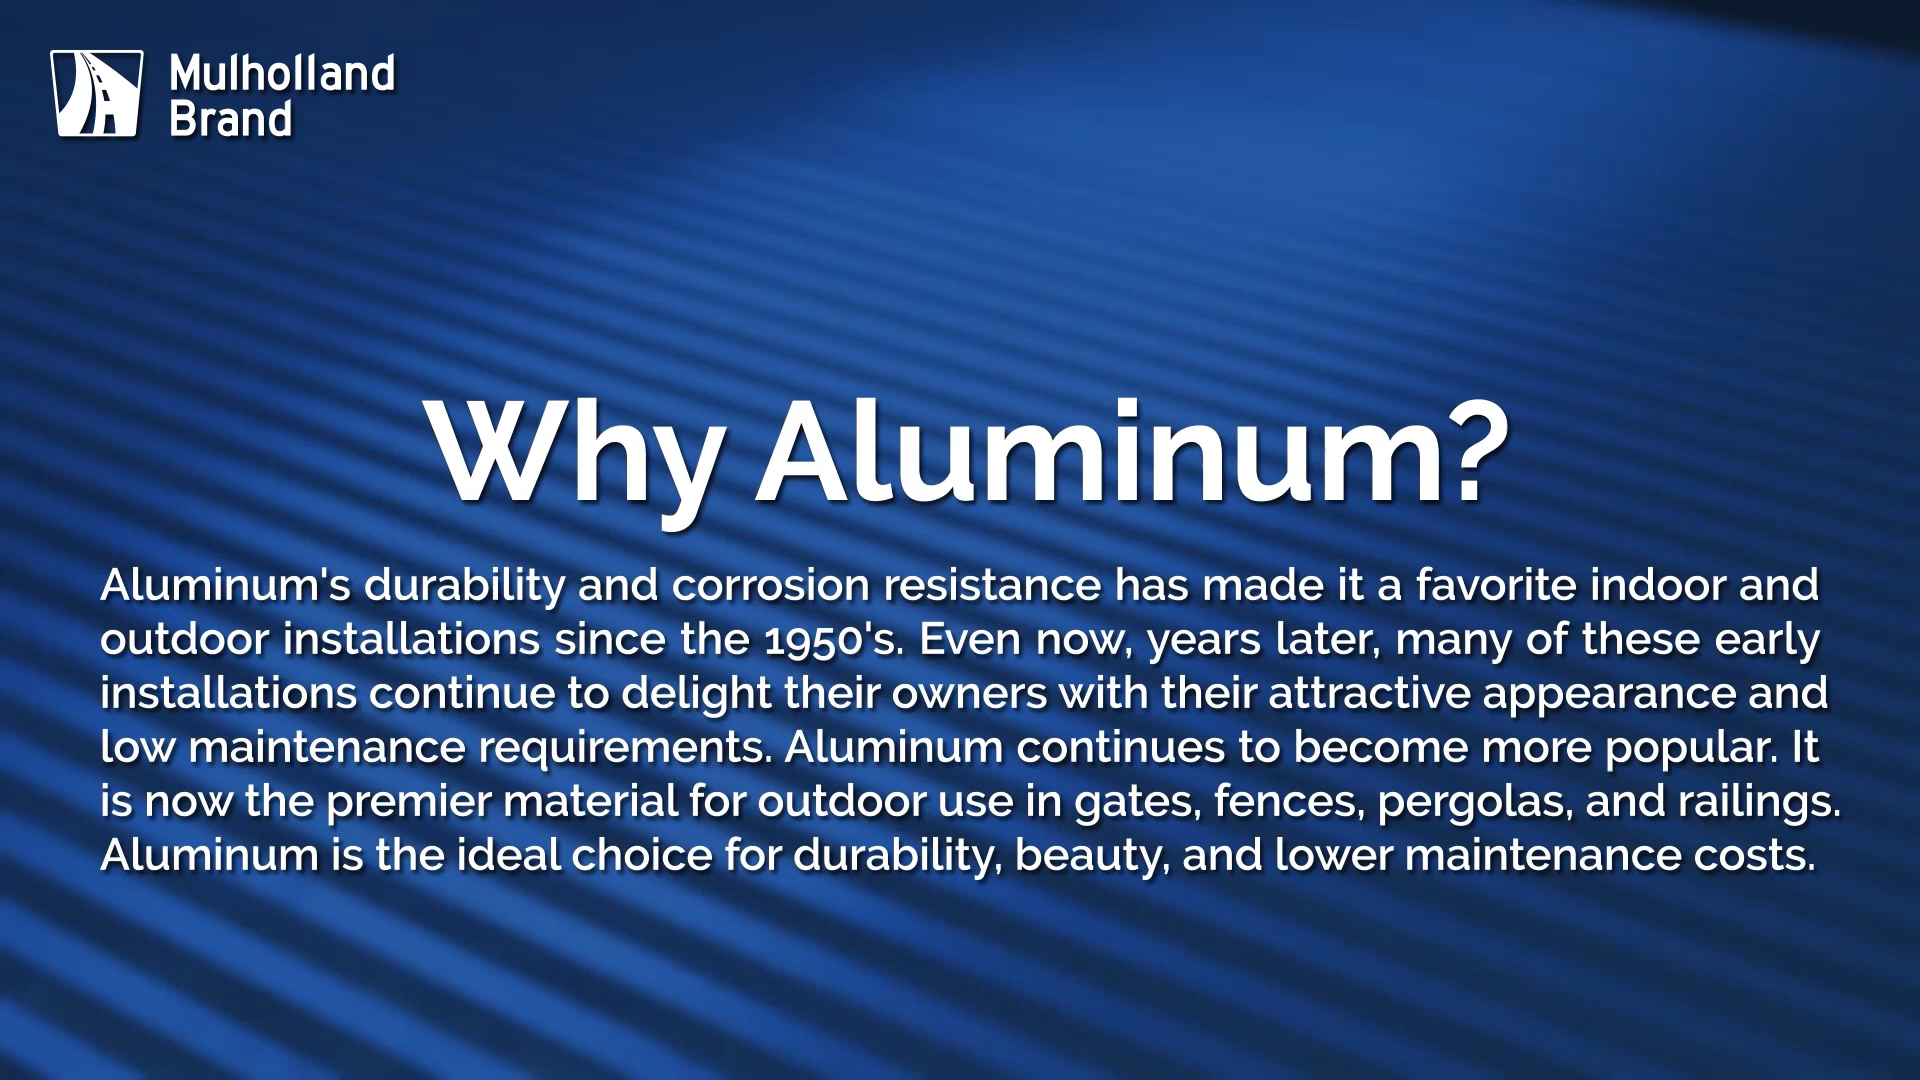 Mulholland
Brand
Why Aluminum?
Aluminum's durability and corrosion resistance has made it a favorite indoor and
outdoor installations since the 1950's. Even now, years later, many of these early
installations continue to delight their owners with their attractive appearance and
low maintenance requirements. Aluminum continues to become more popular. It
is now the premier material for outdoor use in gates, fences, pergolas, and railings.
Aluminum is the ideal choice for durability, beauty, and lower maintenance costs.